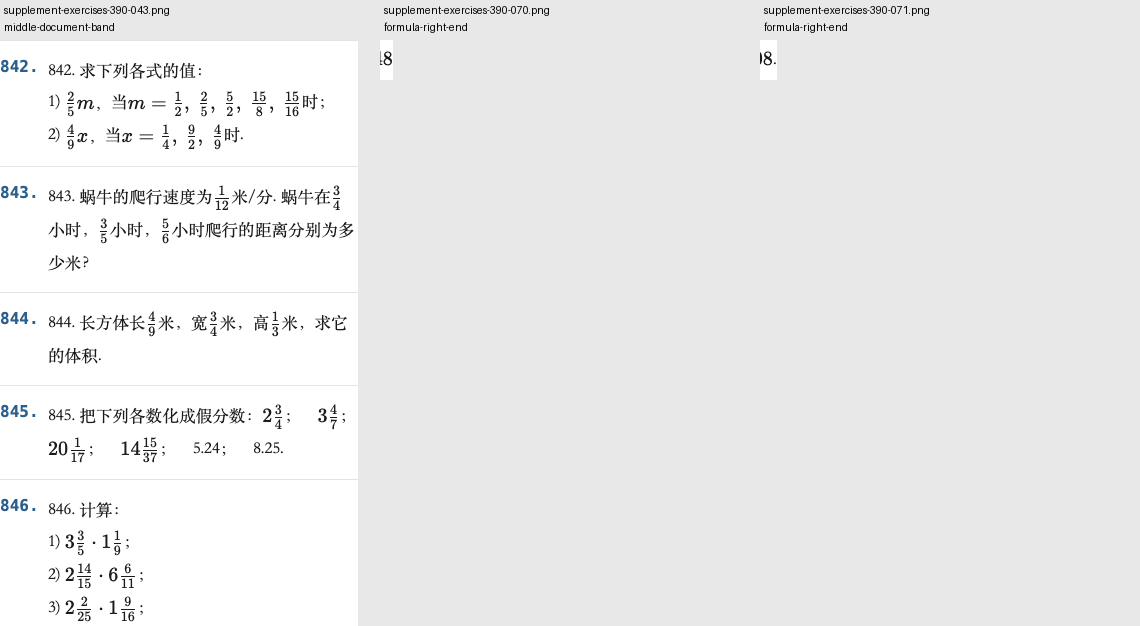 supplement-exercises-390-043.png
middle-document-band
supplement-exercises-390-070.png
formula-right-end
supplement-exercises-390-071.png
formula-right-end
842. 842. 求下列各式的值：
1) 2/5 m，当m = 1/2, 2/5, 5/2, 15/8, 15/16时；
2) 4/9 x，当x = 1/4, 9/2, 4/9时.
843. 843. 蜗牛的爬行速度为1/12米/分. 蜗牛在3/4
小时，3/5小时，5/6小时爬行的距离分别为多
少米？
844. 844. 长方体长4/9米，宽3/4米，高1/3米，求它
的体积.
845. 845. 把下列各数化成假分数：2 3/4； 3 4/7；
20 1/17； 14 15/37； 5.24； 8.25.
846. 846. 计算：
1) 3 3/5 · 1 1/9；
2) 2 14/15 · 6 6/11；
3) 2 2/25 · 1 9/16；
48
8.